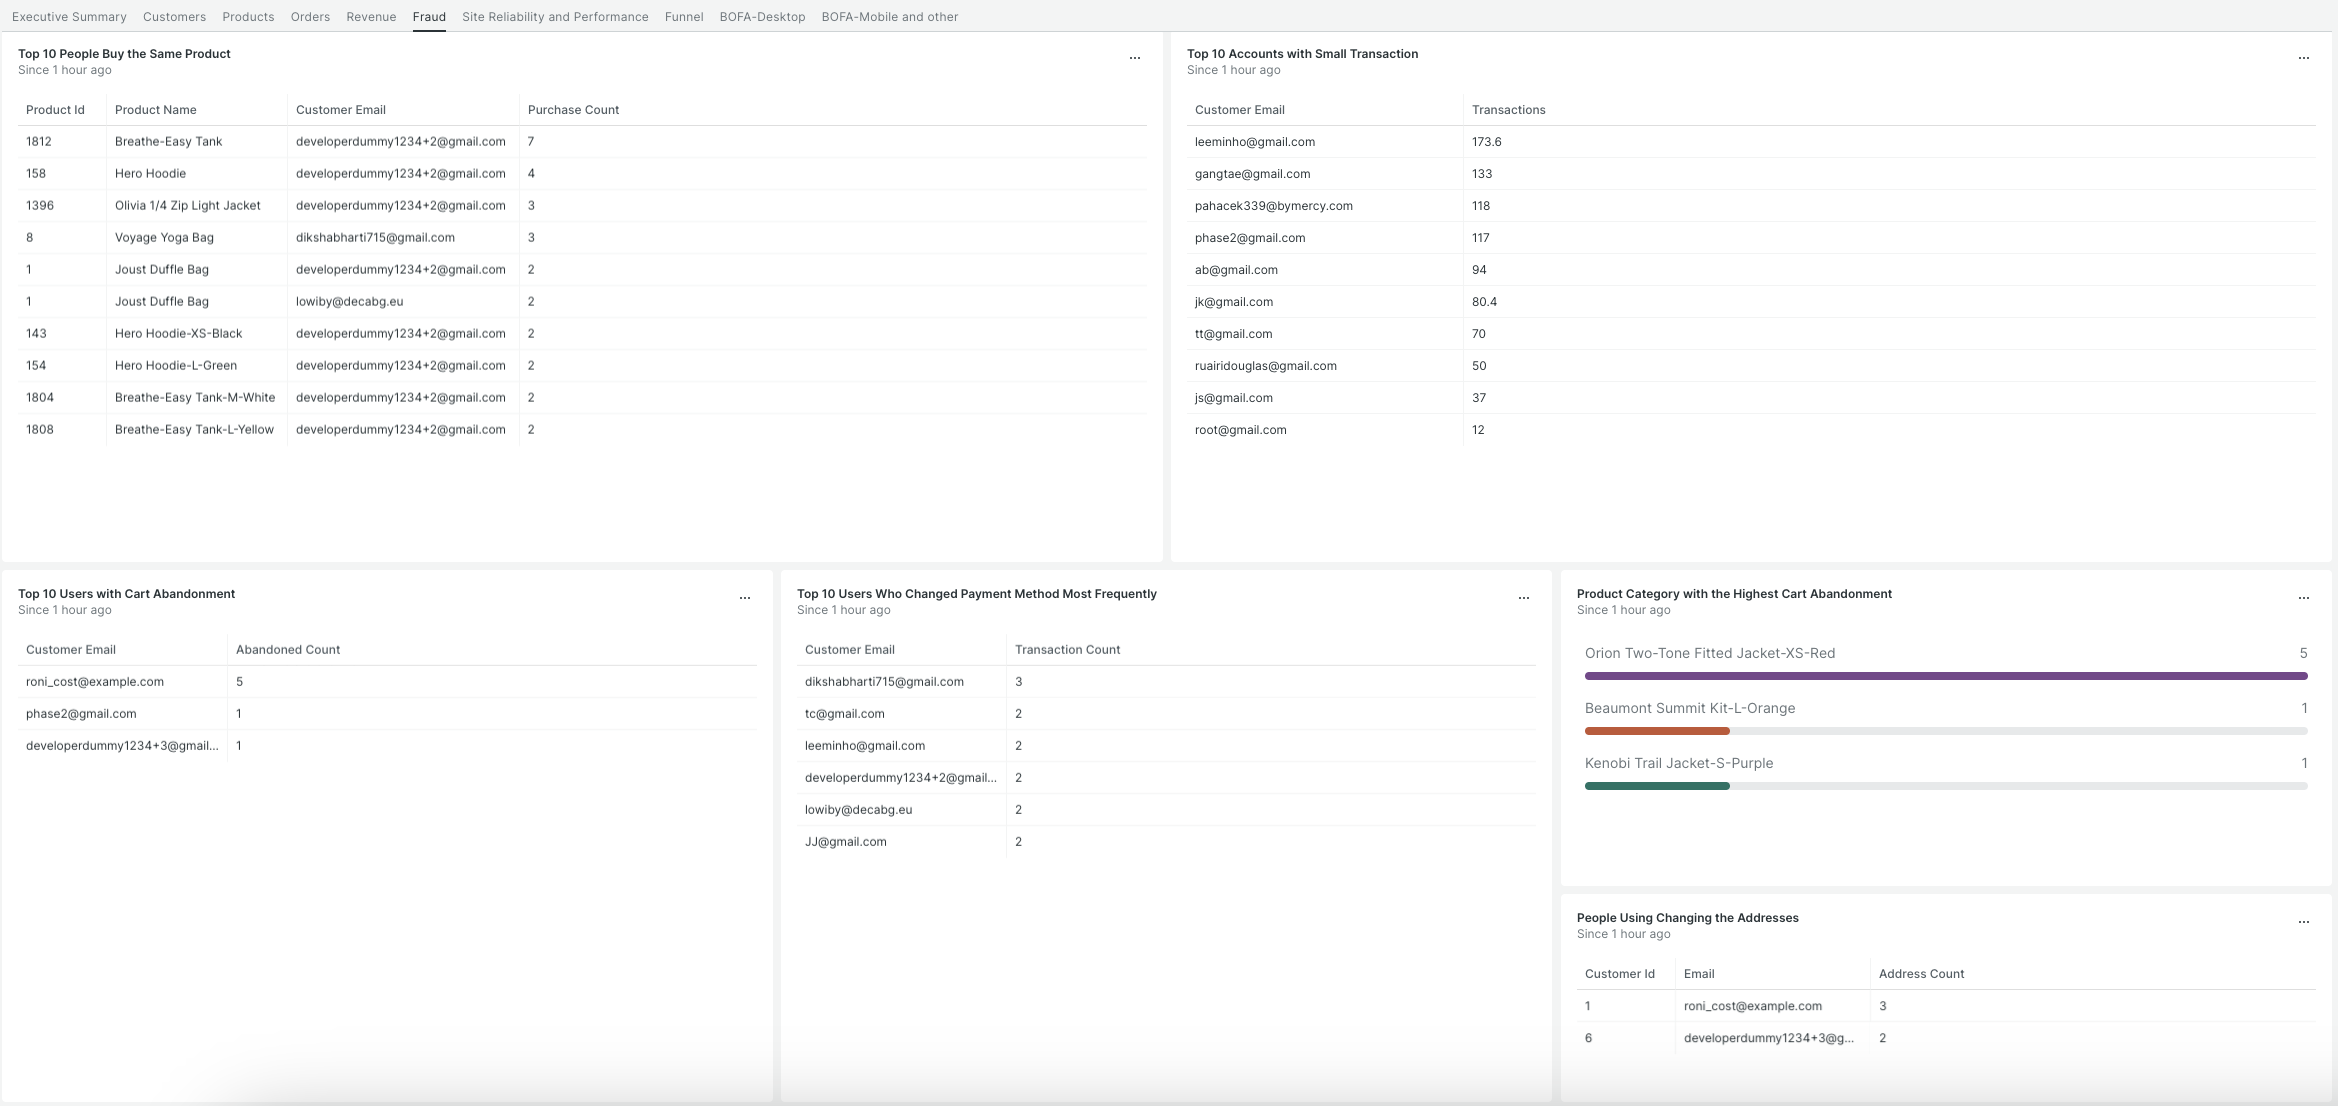 Executive Summary Customers Products Orders Revenue Fraud Site Reliability and Performance Funnel BOFA-Desktop BOFA-Mobile and other
Top 10 People Buy the Same Product
Since 1 hour ago
Product Id Product Name Customer Email Purchase Count
1812 Breathe-Easy Tank developerdummy1234+2@gmail.com 7
158 Hero Hoodie developerdummy1234+2@gmail.com 4
1396 Olivia 1/4 Zip Light Jacket developerdummy1234+2@gmail.com 3
8 Voyage Yoga Bag dikshabharti715@gmail.com 3
1 Joust Duffle Bag developerdummy1234+2@gmail.com 2
1 Joust Duffle Bag lowiby@decabg.eu 2
143 Hero Hoodie-XS-Black developerdummy1234+2@gmail.com 2
154 Hero Hoodie-L-Green developerdummy1234+2@gmail.com 2
1804 Breathe-Easy Tank-M-White developerdummy1234+2@gmail.com 2
1808 Breathe-Easy Tank-L-Yellow developerdummy1234+2@gmail.com 2
Top 10 Accounts with Small Transaction
Since 1 hour ago
Customer Email Transactions
leeminho@gmail.com 173.6
gangtae@gmail.com 133
pahacek339@bymercy.com 118
phase2@gmail.com 117
ab@gmail.com 94
jk@gmail.com 80.4
tt@gmail.com 70
ruairidouglas@gmail.com 50
js@gmail.com 37
root@gmail.com 12
Top 10 Users with Cart Abandonment
Since 1 hour ago
Customer Email Abandoned Count
roni_cost@example.com 5
phase2@gmail.com 1
developerdummy1234+3@gmail... 1
Top 10 Users Who Changed Payment Method Most Frequently
Since 1 hour ago
Customer Email Transaction Count
dikshabharti715@gmail.com 3
tc@gmail.com 2
leeminho@gmail.com 2
developerdummy1234+2@gmail... 2
lowiby@decabg.eu 2
JJ@gmail.com 2
Product Category with the Highest Cart Abandonment
Since 1 hour ago
Orion Two-Tone Fitted Jacket-XS-Red 5
Beaumont Summit Kit-L-Orange 1
Kenobi Trail Jacket-S-Purple 1
People Using Changing the Addresses
Since 1 hour ago
Customer Id Email Address Count
1 roni_cost@example.com 3
6 developerdummy1234+3@g... 2